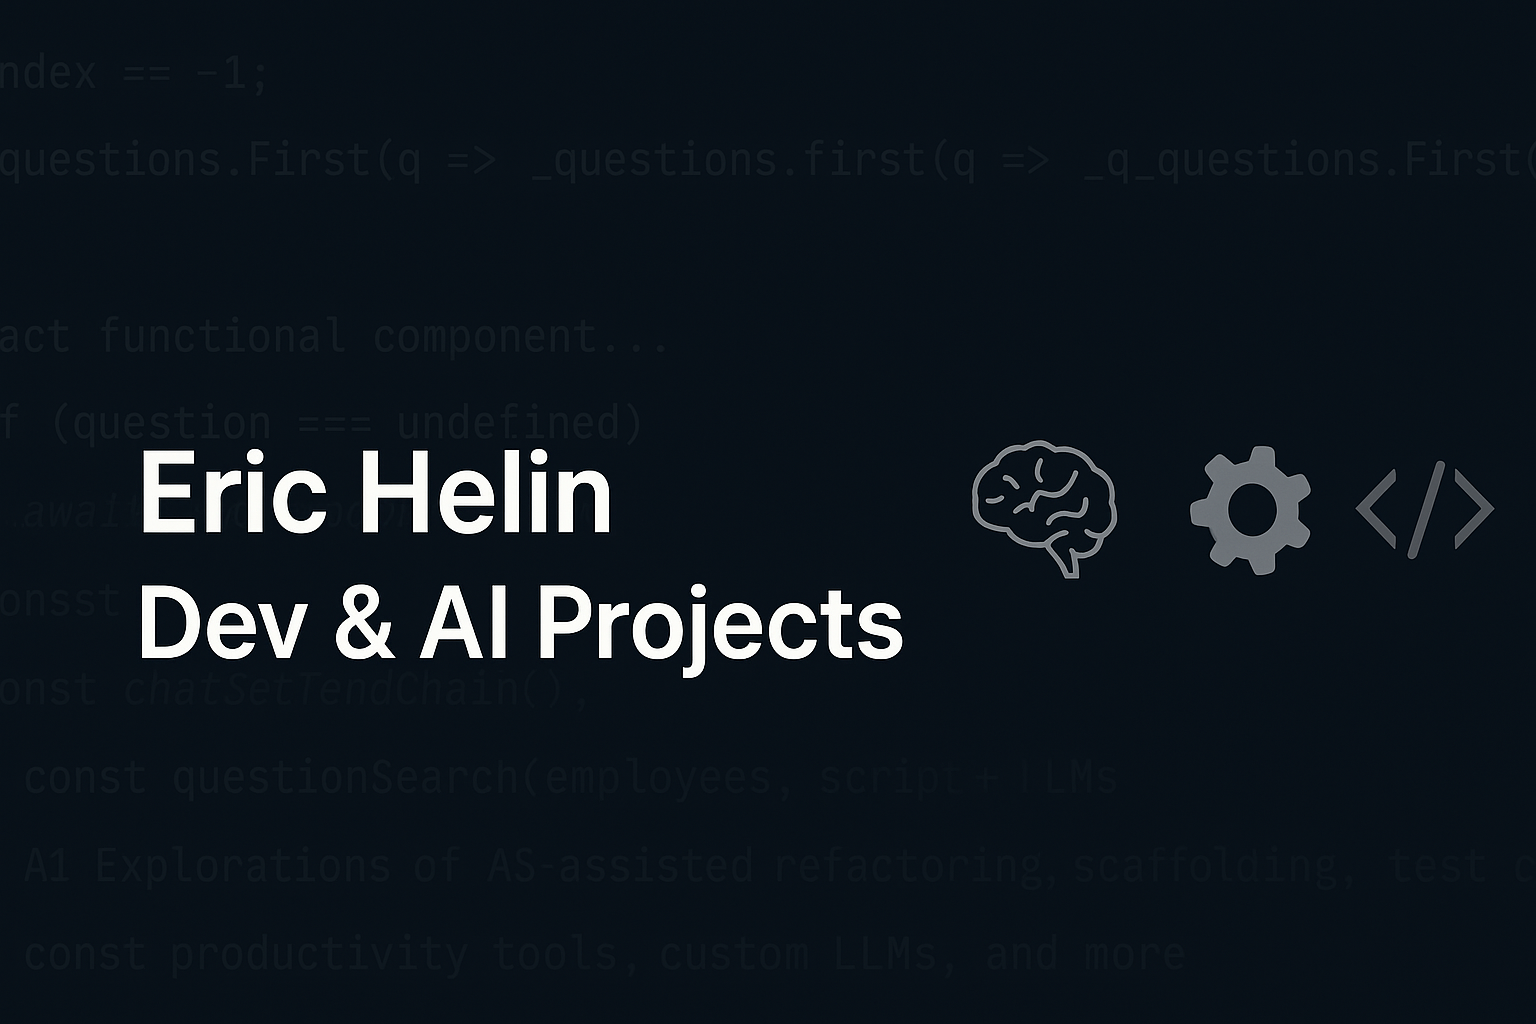 ndex == -1;
questions.First(q => _questions.first(q => _q_questions.First(
act functional component...
f (question === undefined)
Eric Helin
onsst
Dev & AI Projects
onst chatSetTendChain(),
const questionSearch(employees, script+ LLMs
A1 Explorations of AS-assisted refactoring, scaffolding, test
const productivity tools, custom LLMs, and more